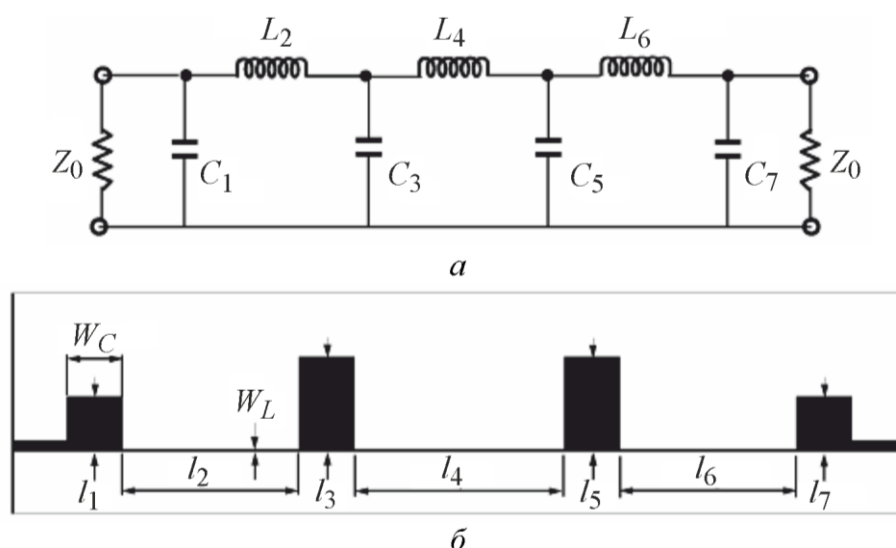 L2 L4 L6
Z0 C1 C3 C5 C7 Z0
а
WC
WL
l1 l2 l3 l4 l5 l6 l7
б